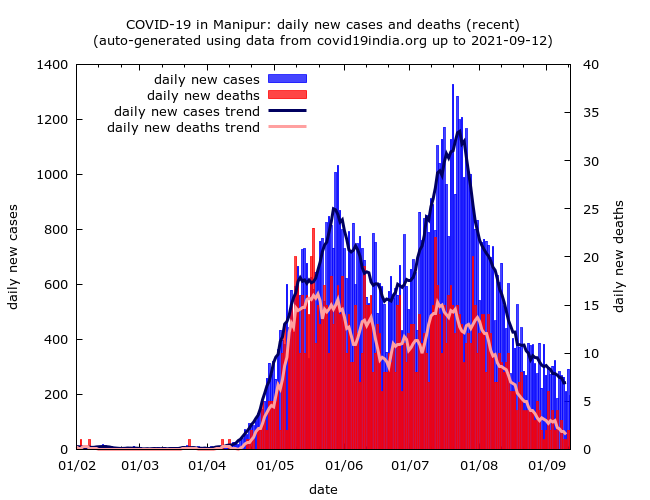 COVID-19 in Manipur: daily new cases and deaths (recent)
(auto-generated using data from covid19india.org up to 2021-09-12)
daily new cases
daily new deaths
daily new cases trend
daily new deaths trend
1400
1200
1000
800
600
400
200
0
daily new cases
40
35
30
25
20
15
10
5
0
daily new deaths
01/02 01/03 01/04 01/05 01/06 01/07 01/08 01/09
date